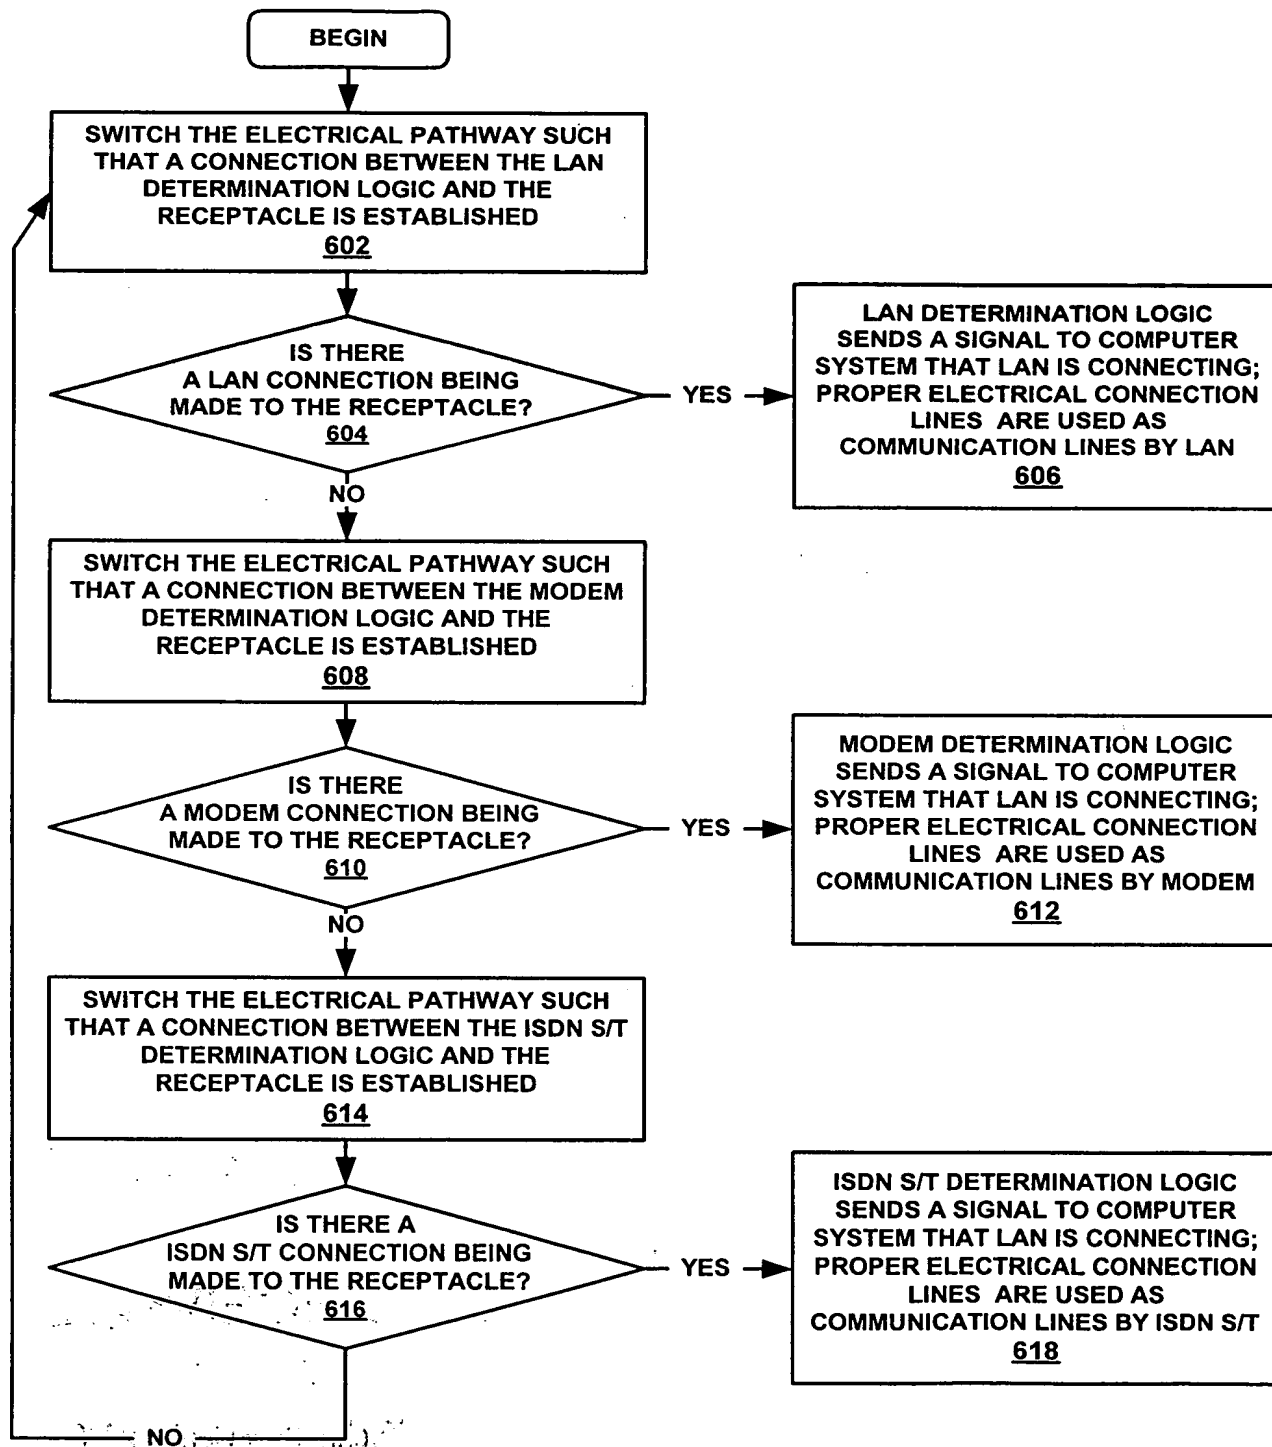 BEGIN
SWITCH THE ELECTRICAL PATHWAY SUCH
THAT A CONNECTION BETWEEN THE LAN
DETERMINATION LOGIC AND THE
RECEPTACLE IS ESTABLISHED
602
IS THERE
A LAN CONNECTION BEING
MADE TO THE RECEPTACLE?
604
YES
LAN DETERMINATION LOGIC
SENDS A SIGNAL TO COMPUTER
SYSTEM THAT LAN IS CONNECTING;
PROPER ELECTRICAL CONNECTION
LINES ARE USED AS
COMMUNICATION LINES BY LAN
606
NO
SWITCH THE ELECTRICAL PATHWAY SUCH
THAT A CONNECTION BETWEEN THE MODEM
DETERMINATION LOGIC AND THE
RECEPTACLE IS ESTABLISHED
608
IS THERE
A MODEM CONNECTION BEING
MADE TO THE RECEPTACLE?
610
YES
MODEM DETERMINATION LOGIC
SENDS A SIGNAL TO COMPUTER
SYSTEM THAT LAN IS CONNECTING;
PROPER ELECTRICAL CONNECTION
LINES ARE USED AS
COMMUNICATION LINES BY MODEM
612
NO
SWITCH THE ELECTRICAL PATHWAY SUCH
THAT A CONNECTION BETWEEN THE ISDN S/T
DETERMINATION LOGIC AND THE
RECEPTACLE IS ESTABLISHED
614
IS THERE A
ISDN S/T CONNECTION BEING
MADE TO THE RECEPTACLE?
616
YES
ISDN S/T DETERMINATION LOGIC
SENDS A SIGNAL TO COMPUTER
SYSTEM THAT LAN IS CONNECTING;
PROPER ELECTRICAL CONNECTION
LINES ARE USED AS
COMMUNICATION LINES BY ISDN S/T
618
NO